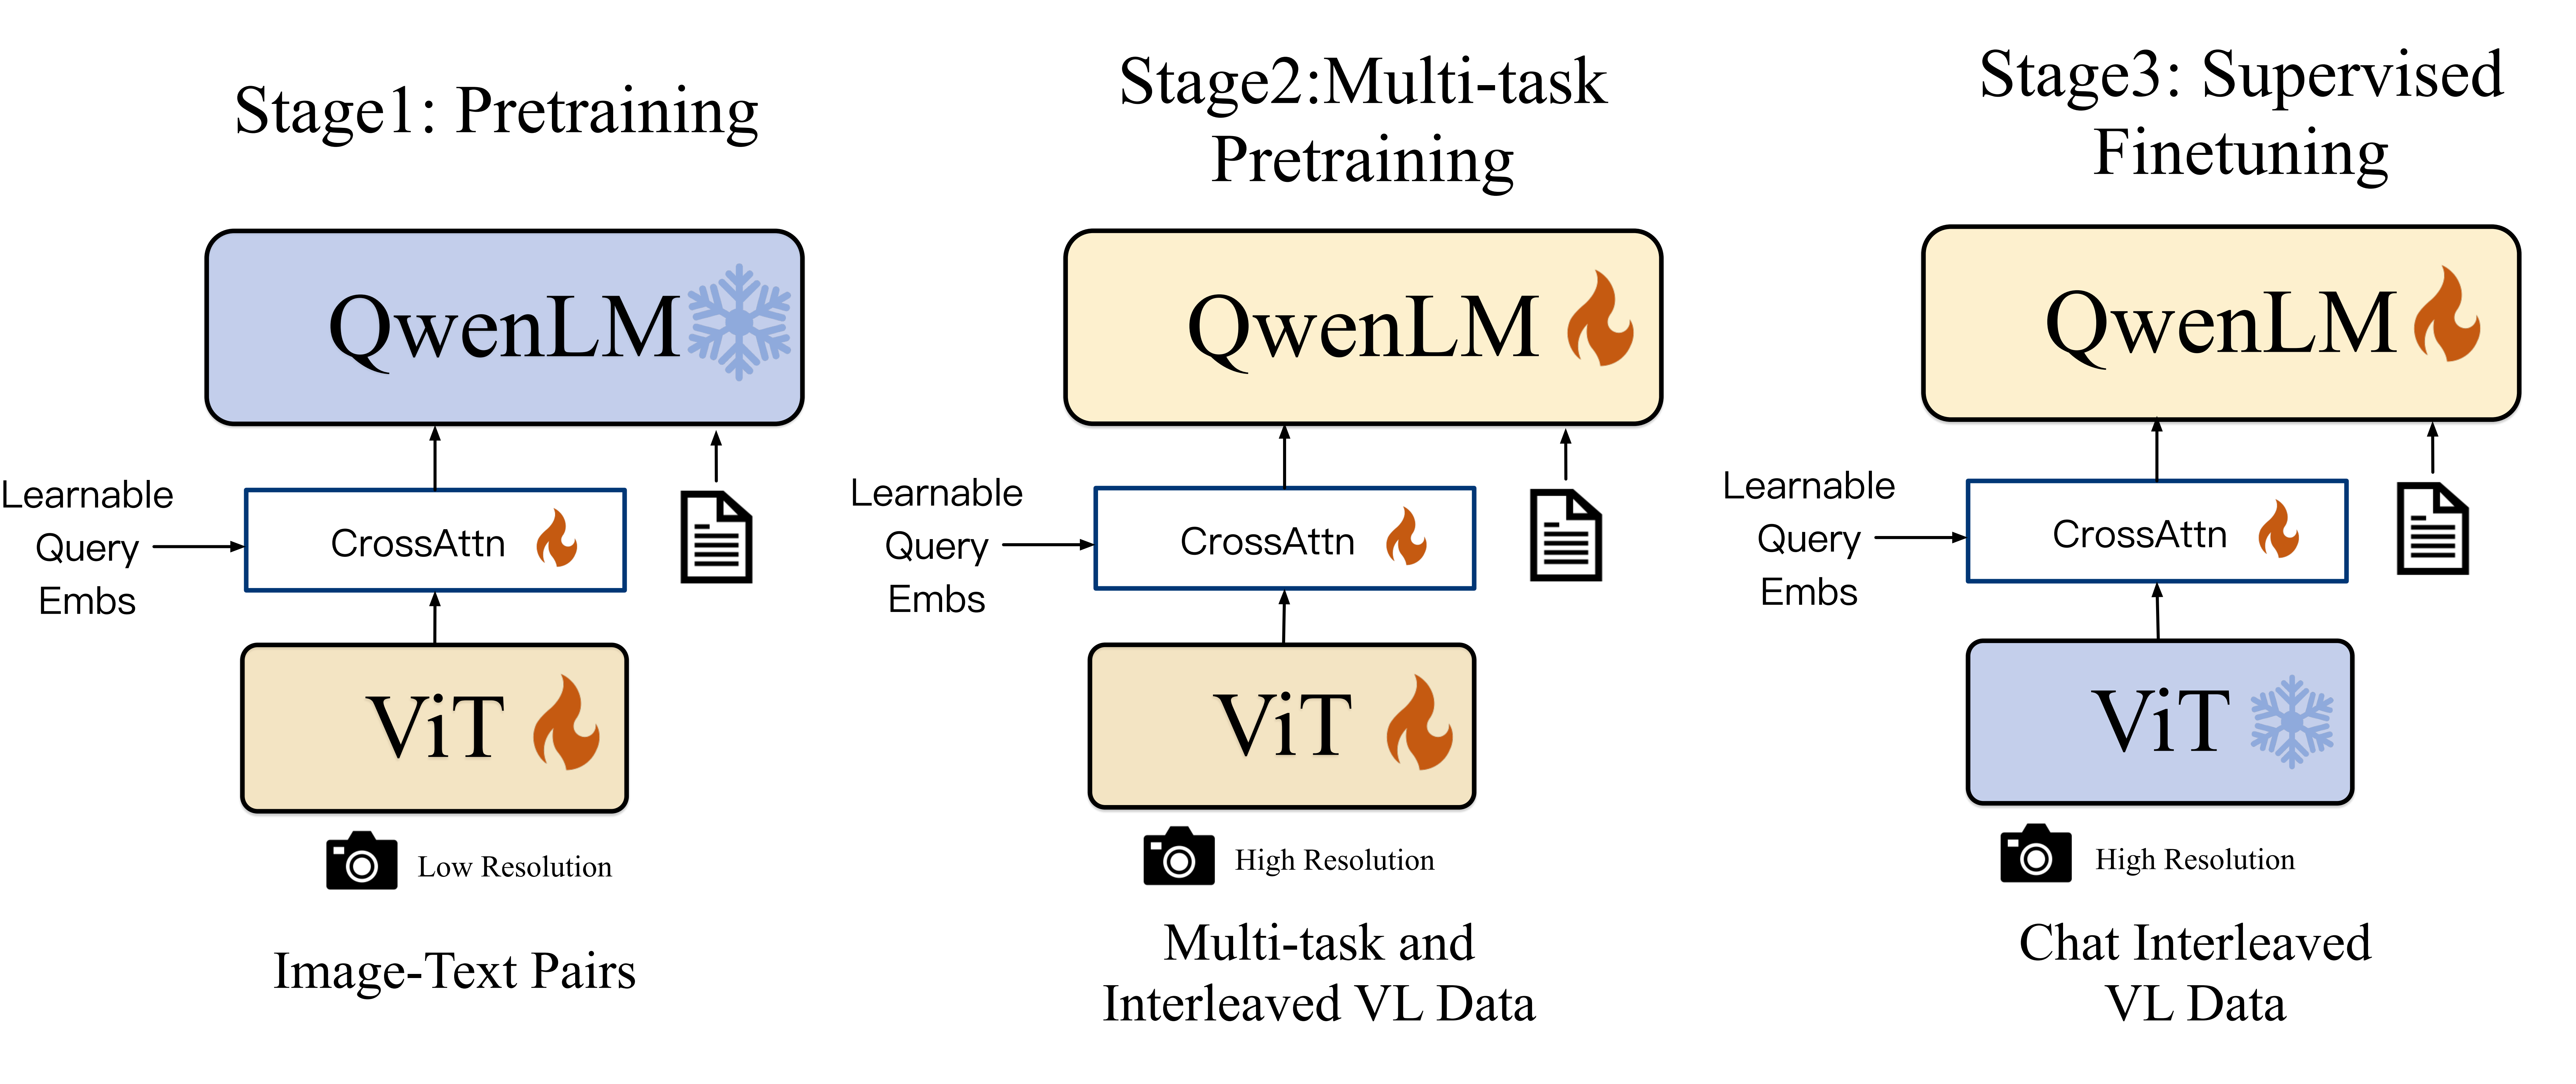 Stage1: Pretraining
QwenLM
Learnable
Query
Embs
CrossAttn
ViT
Low Resolution
Image-Text Pairs
Stage2:Multi-task
Pretraining
QwenLM
Learnable
Query
Embs
CrossAttn
ViT
High Resolution
Multi-task and
Interleaved VL Data
Stage3: Supervised
Finetuning
QwenLM
Learnable
Query
Embs
CrossAttn
ViT
High Resolution
Chat Interleaved
VL Data